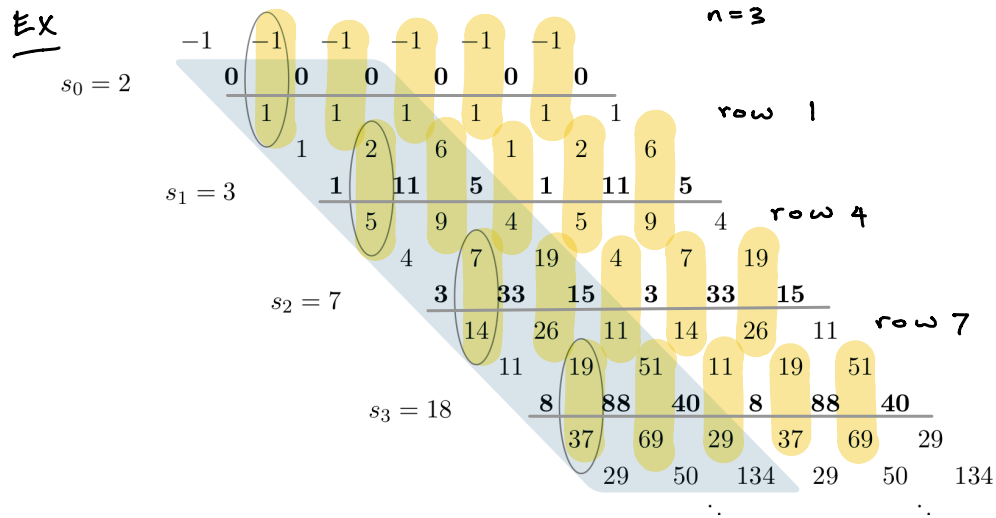 EX
n=3
−1 −1 −1 −1 −1 −1
s₀ = 2 0 0 0 0 0 0
1 1 1 1 1 1 row 1
1 2 6 1 2 6
s₁ = 3 1 11 5 1 11 5
5 9 4 5 9 4 row 4
4 7 19 4 7 19
s₂ = 7 3 33 15 3 33 15
14 26 11 14 26 11 row 7
11 19 51 11 19 51
s₃ = 18 8 88 40 8 88 40
37 69 29 37 69 29
29 50 134 29 50 134
⋱ ⋱